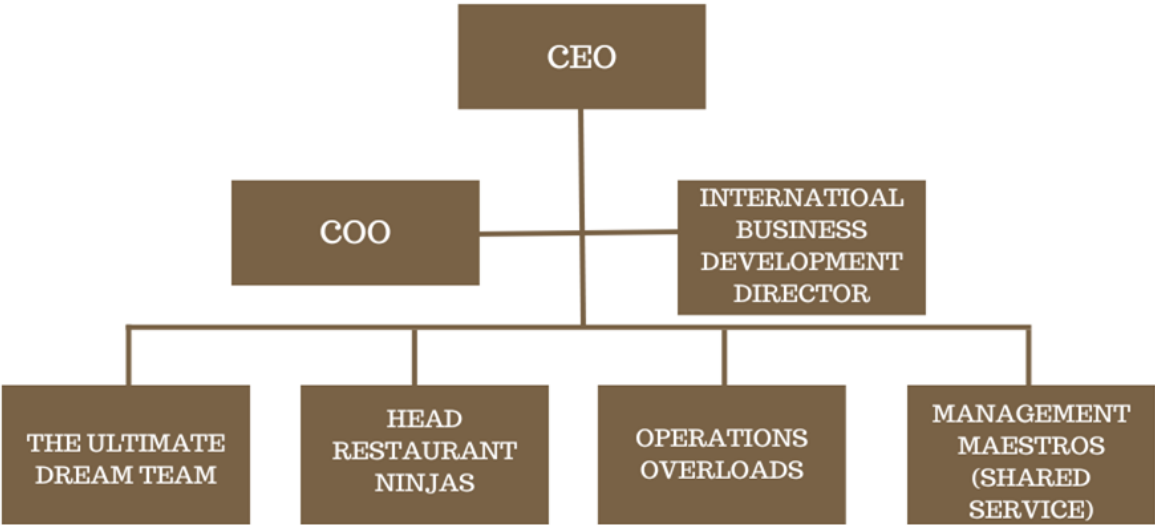 CEO
COO
INTERNATIOAL
BUSINESS
DEVELOPMENT
DIRECTOR
THE ULTIMATE
DREAM TEAM
HEAD
RESTAURANT
NINJAS
OPERATIONS
OVERLOADS
MANAGEMENT
MAESTROS
(SHARED
SERVICE)